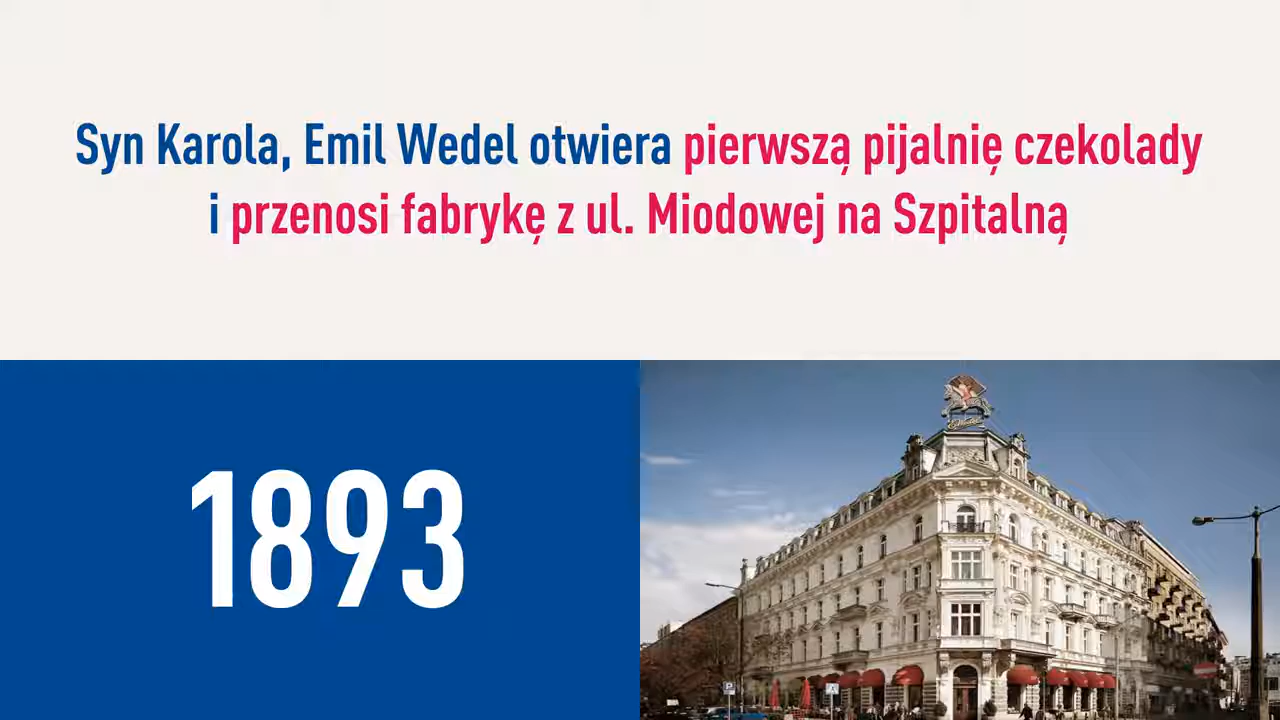 Syn Karola, Emil Wedel otwiera pierwszą pijalnię czekolady
i przenosi fabrykę z ul. Miodowej na Szpitalną
1893